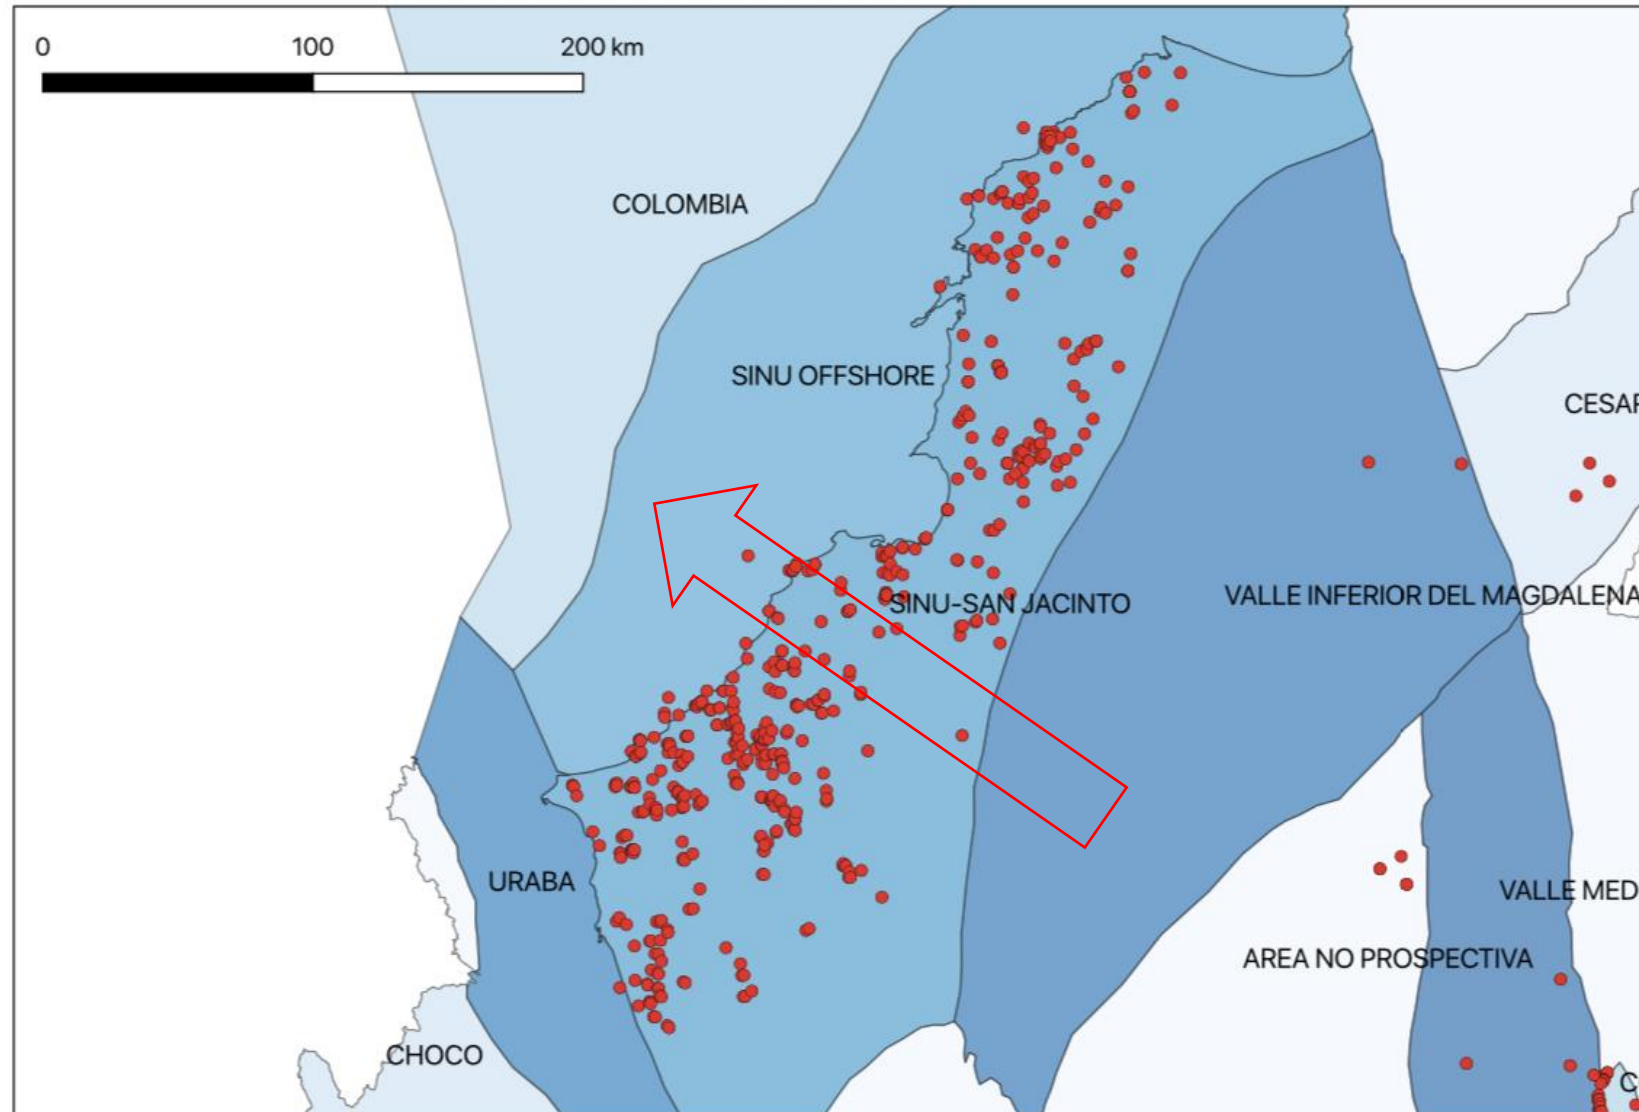 0 100 200 km
COLOMBIA
SINU OFFSHORE
CESAR
SINU-SAN JACINTO
VALLE INFERIOR DEL MAGDALENA
URABA
VALLE MED
AREA NO PROSPECTIVA
CHOCO
C